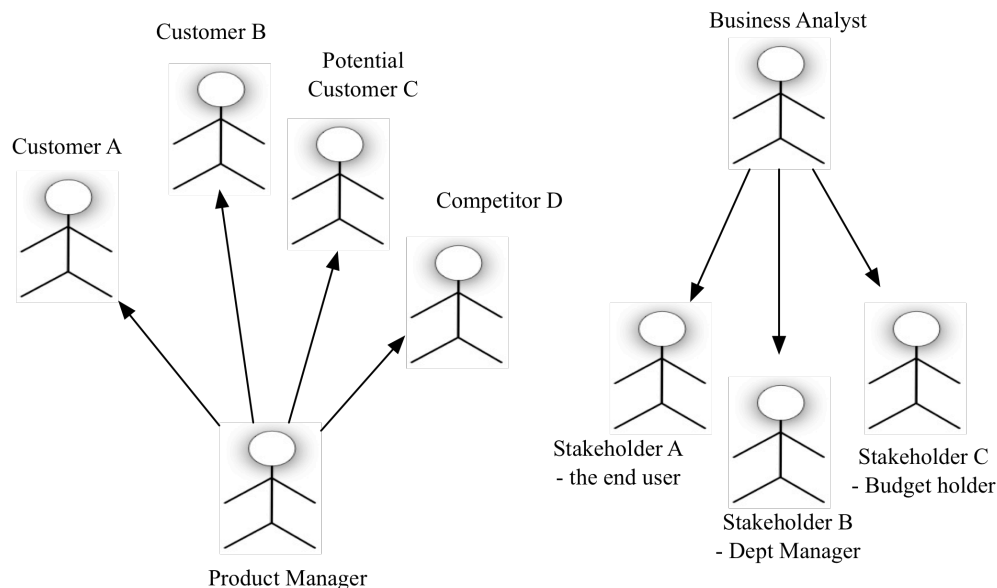 Customer B
Potential
Customer C
Customer A
Competitor D
Product Manager
Business Analyst
Stakeholder A
- the end user
Stakeholder B
- Dept Manager
Stakeholder C
- Budget holder